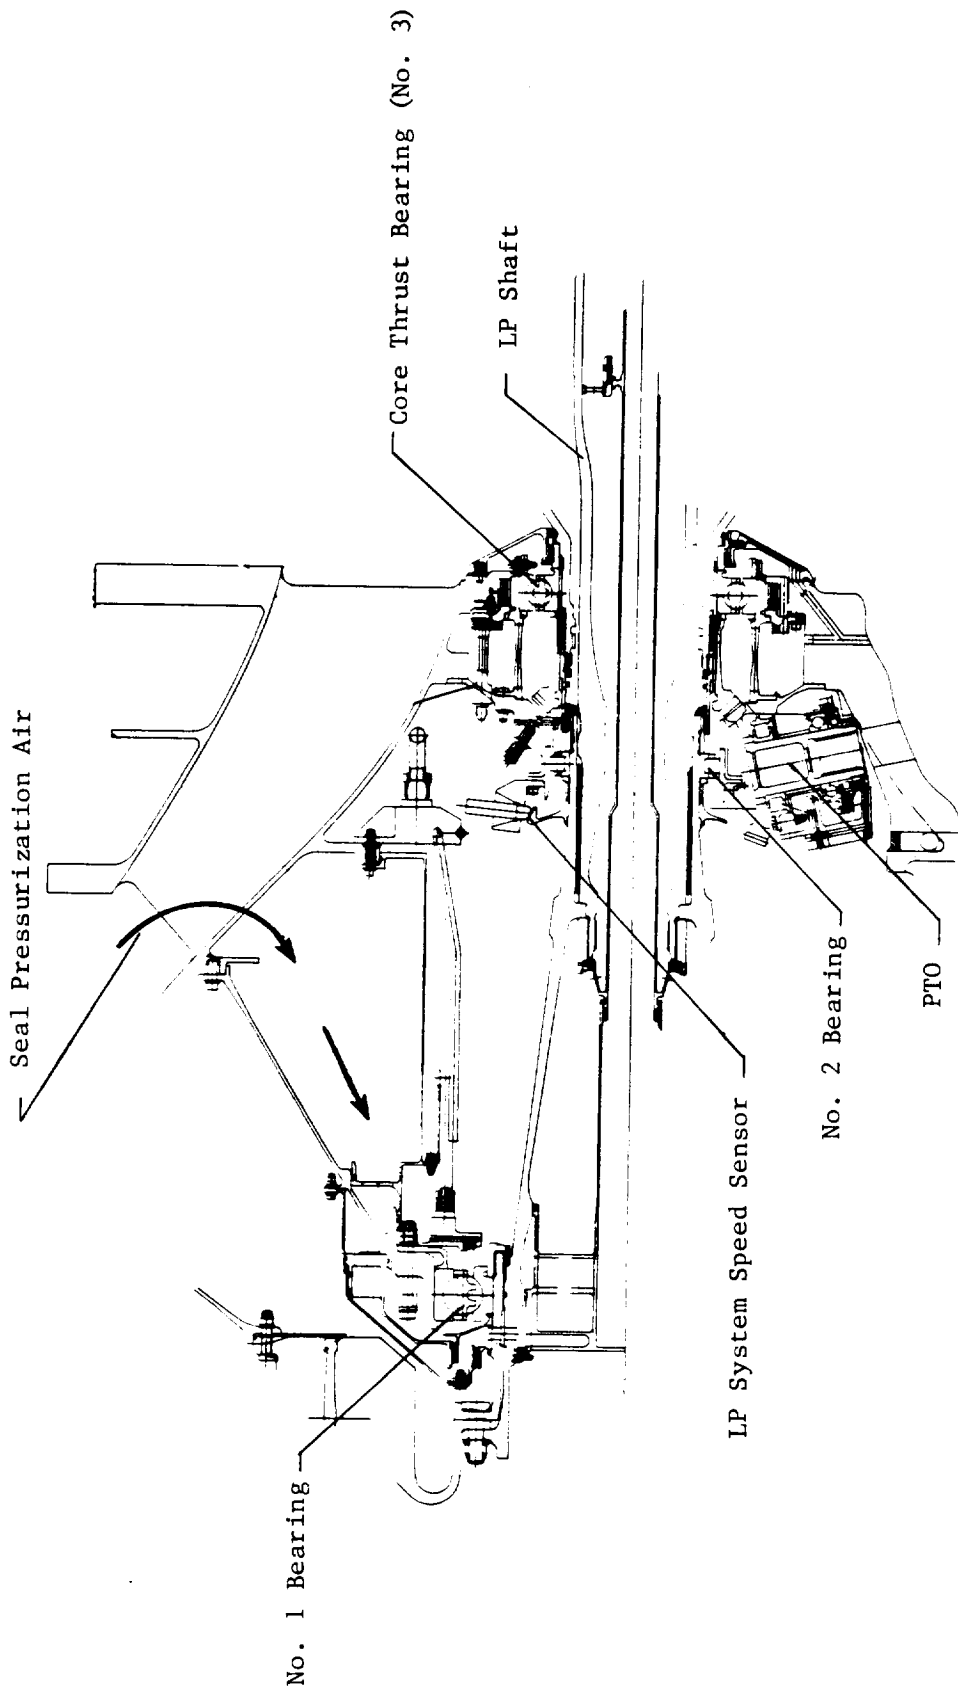 Seal Pressurization Air
Core Thrust Bearing (No. 3)
LP Shaft
No. 1 Bearing
LP System Speed Sensor
No. 2 Bearing
PTO